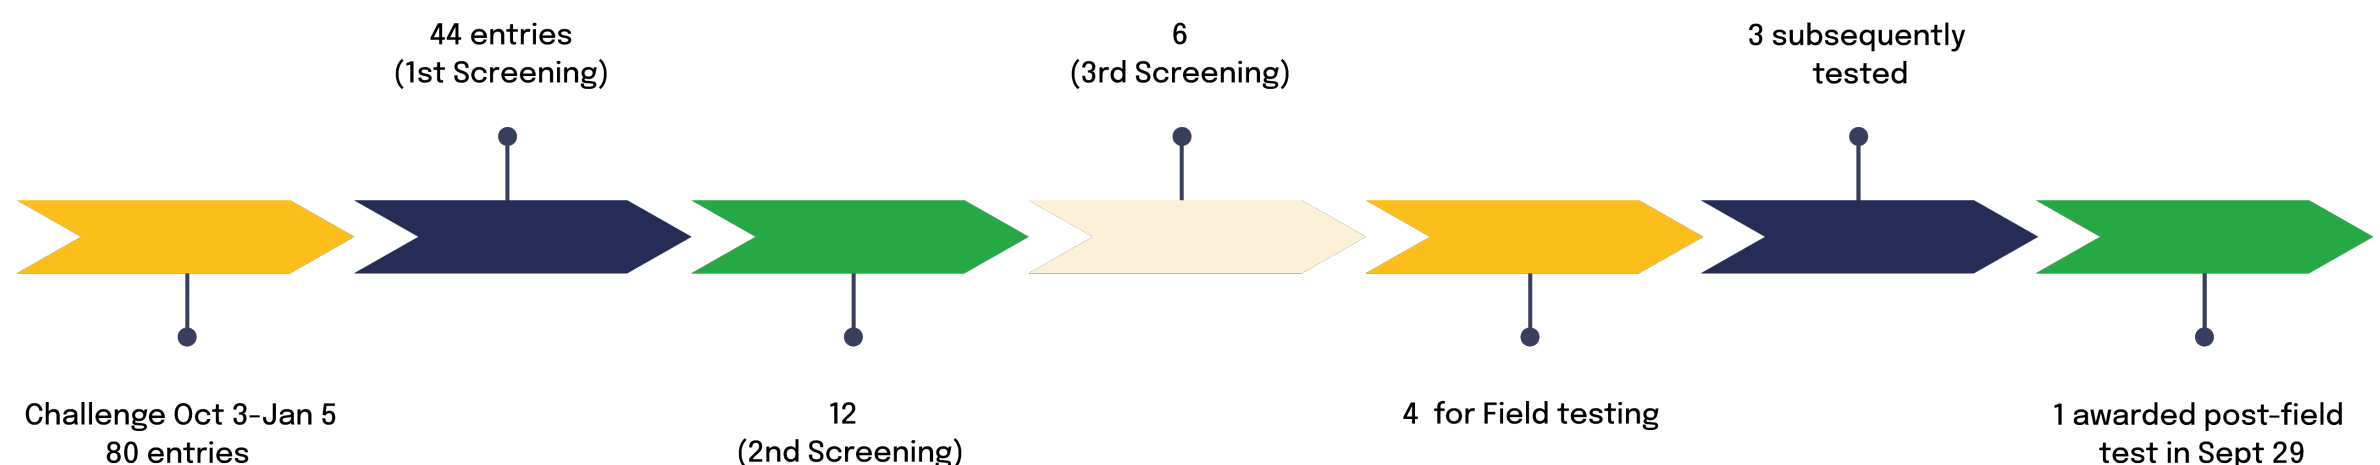 44 entries
(1st Screening)
6
(3rd Screening)
3 subsequently
tested
Challenge Oct 3-Jan 5
80 entries
12
(2nd Screening)
4 for Field testing
1 awarded post-field
test in Sept 29